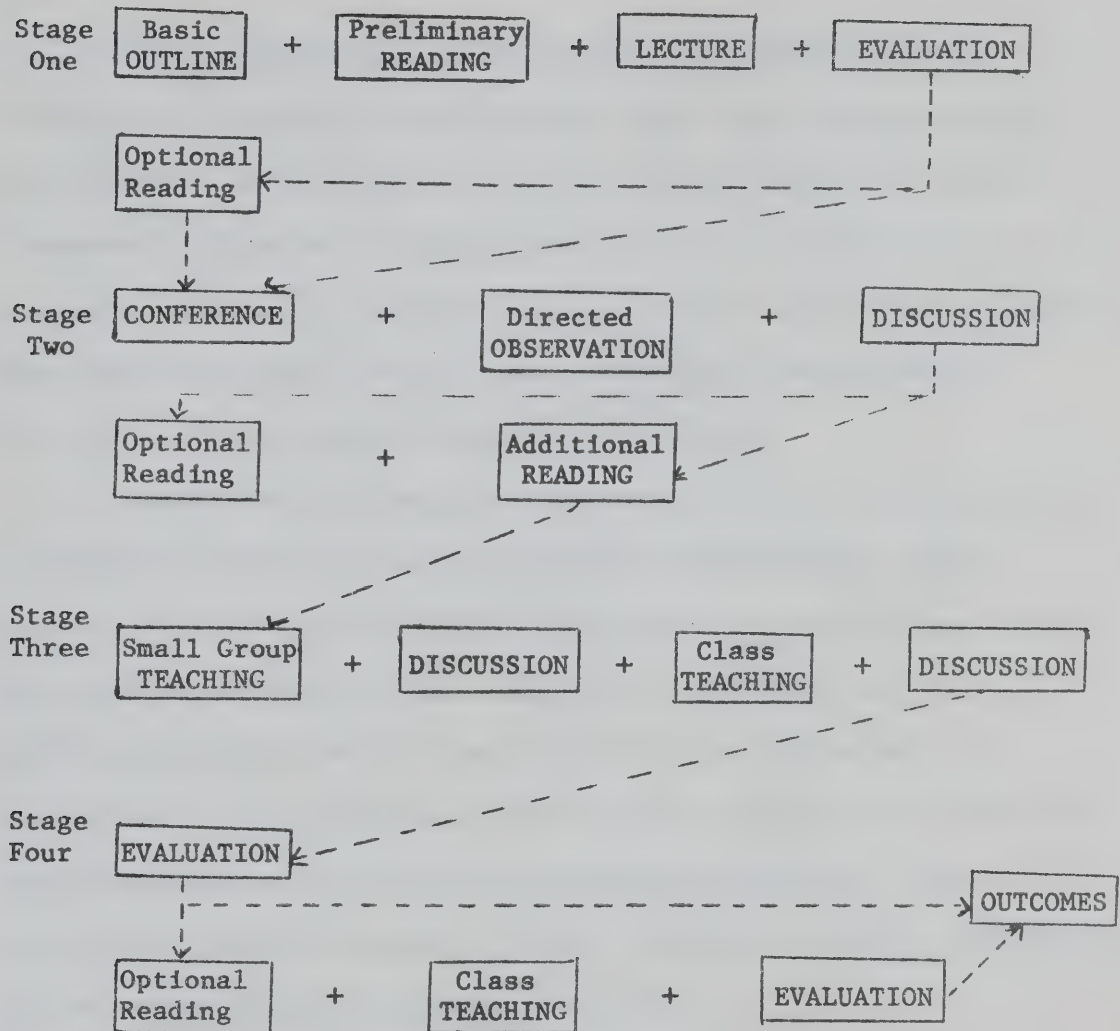 Stage One
Basic OUTLINE
+
Preliminary READING
+
LECTURE
+
EVALUATION
Optional
Reading
Stage
Two
CONFERENCE
+
Directed
OBSERVATION
+
DISCUSSION
Optional
Reading
+
Additional
READING
Stage
Three
Small Group
TEACHING
+
DISCUSSION
+
Class
TEACHING
+
DISCUSSION
Stage
Four
EVALUATION
OUTCOMES
Optional
Reading
+
Class
TEACHING
+
EVALUATION